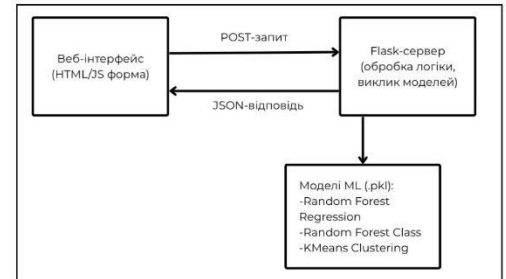 Веб-інтерфейс
(HTML/JS форма)
POST-запит
JSON-відповідь
Flask-сервер
(обробка логіки,
виклик моделей)
Моделі ML (.pkl):
-Random Forest
Regression
-Random Forest Class
-KMeans Clustering